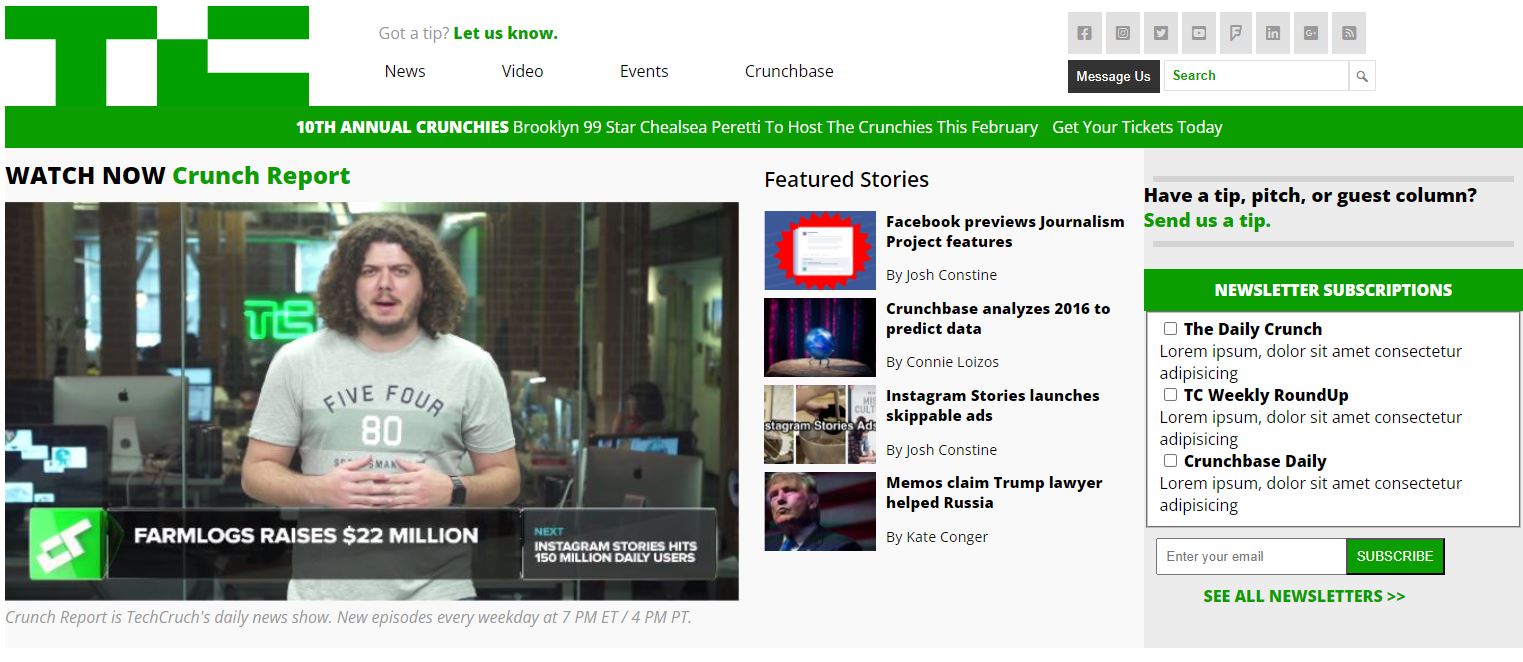 TC
Got a tip? Let us know.
News Video Events Crunchbase
Message Us Search
10TH ANNUAL CRUNCHIES Brooklyn 99 Star Chealsea Peretti To Host The Crunchies This February Get Your Tickets Today
WATCH NOW Crunch Report
TC
FIVE FOUR
80
FARMLOGS RAISES $22 MILLION
NEXT
INSTAGRAM STORIES HITS
150 MILLION DAILY USERS
Crunch Report is TechCruch's daily news show. New episodes every weekday at 7 PM ET / 4 PM PT.
Featured Stories
Facebook previews Journalism
Project features
By Josh Constine
Crunchbase analyzes 2016 to
predict data
By Connie Loizos
Instagram Stories launches
skippable ads
stagram Stories Ads
By Josh Constine
Memos claim Trump lawyer
helped Russia
By Kate Conger
Have a tip, pitch, or guest column?
Send us a tip.
NEWSLETTER SUBSCRIPTIONS
The Daily Crunch
Lorem ipsum, dolor sit amet consectetur
adipisicing
TC Weekly RoundUp
Lorem ipsum, dolor sit amet consectetur
adipisicing
Crunchbase Daily
Lorem ipsum, dolor sit amet consectetur
adipisicing
Enter your email SUBSCRIBE
SEE ALL NEWSLETTERS >>